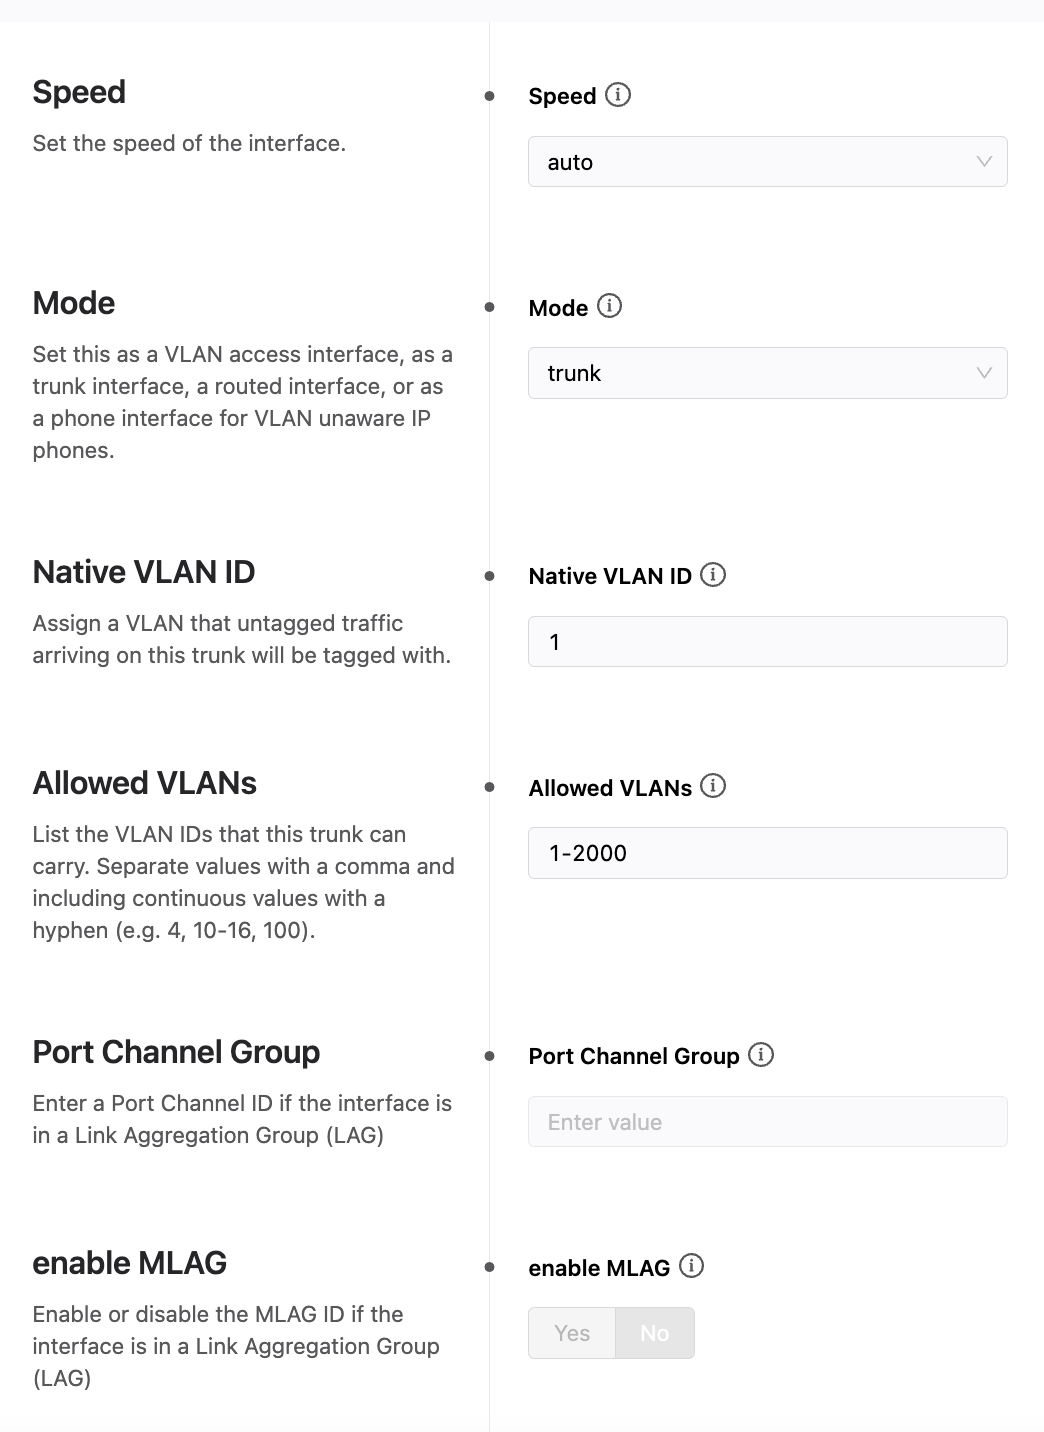 Speed
Set the speed of the interface.
Speed
auto
Mode
Set this as a VLAN access interface, as a
trunk interface, a routed interface, or as
a phone interface for VLAN unaware IP
phones.
Mode
trunk
Native VLAN ID
Assign a VLAN that untagged traffic
arriving on this trunk will be tagged with.
Native VLAN ID
1
Allowed VLANs
List the VLAN IDs that this trunk can
carry. Separate values with a comma and
including continuous values with a
hyphen (e.g. 4, 10-16, 100).
Allowed VLANs
1-2000
Port Channel Group
Enter a Port Channel ID if the interface is
in a Link Aggregation Group (LAG)
Port Channel Group
Enter value
enable MLAG
Enable or disable the MLAG ID if the
interface is in a Link Aggregation Group
(LAG)
enable MLAG
Yes No